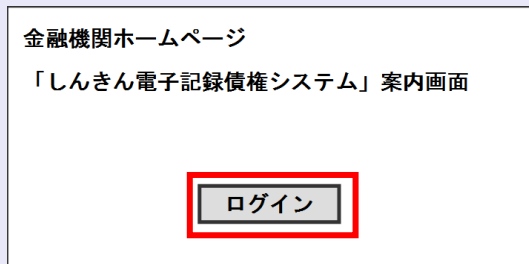 金融機関ホームページ
「しんきん電子記録債権システム」案内画面
ログイン